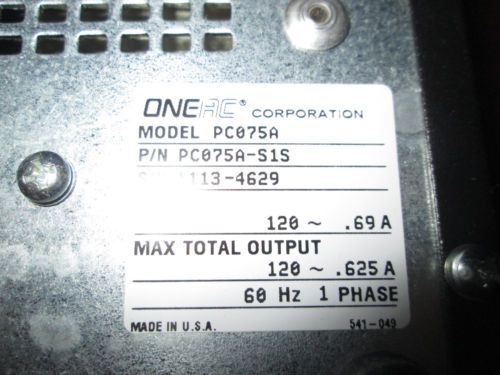 ONEAC® CORPORATION
MODEL PC075A
P/N PC075A-S1S
1113-4629
120 ~ .69 A
MAX TOTAL OUTPUT
120 ~ .625 A
60 Hz 1 PHASE
MADE IN U.S.A. 541-049